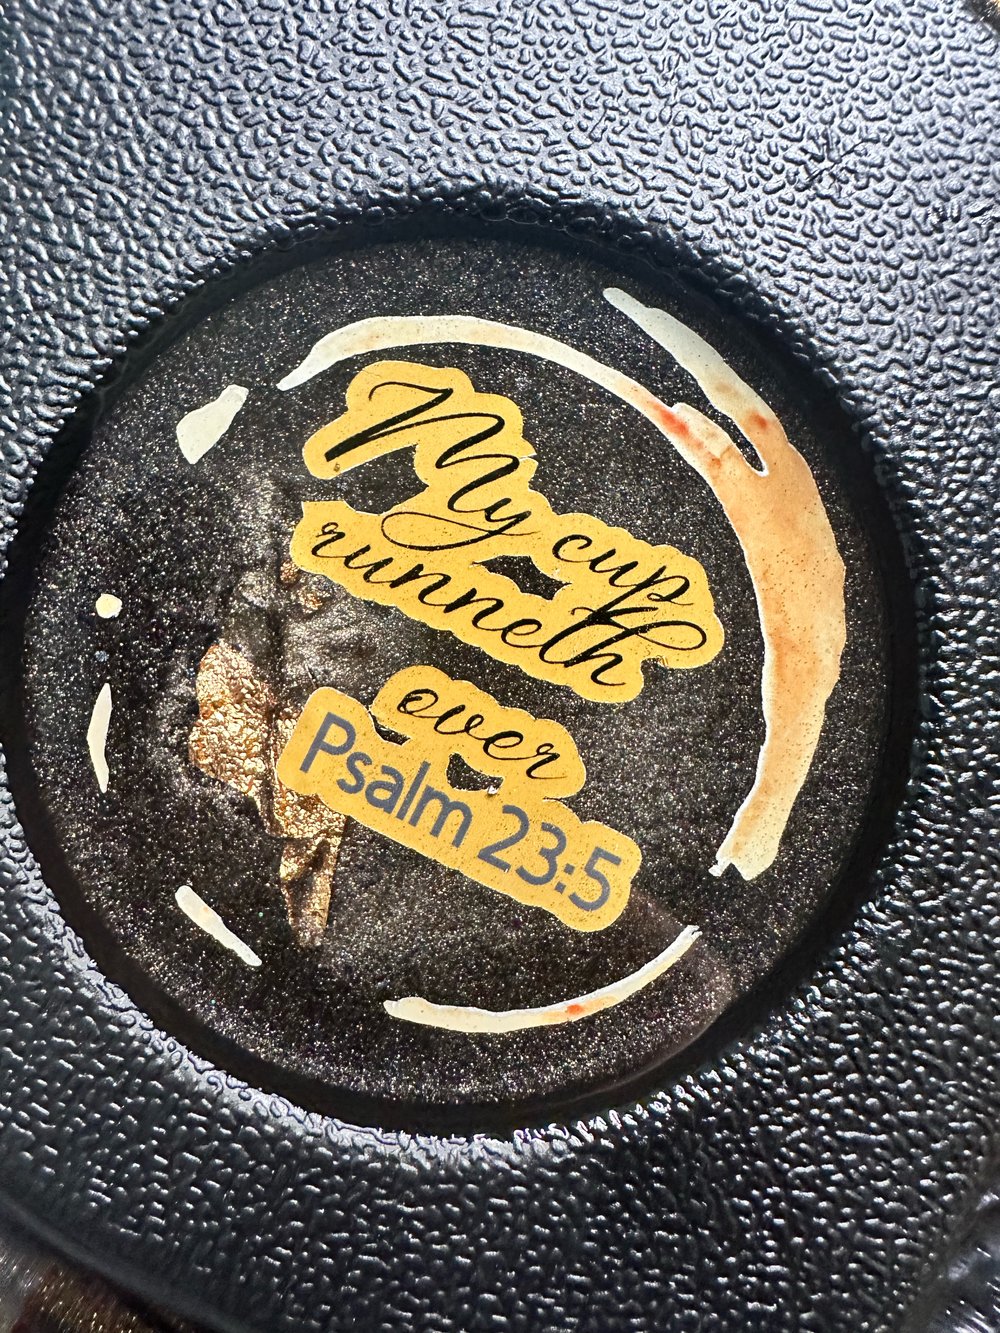 My cup
runneth
over
Psalm 23:5